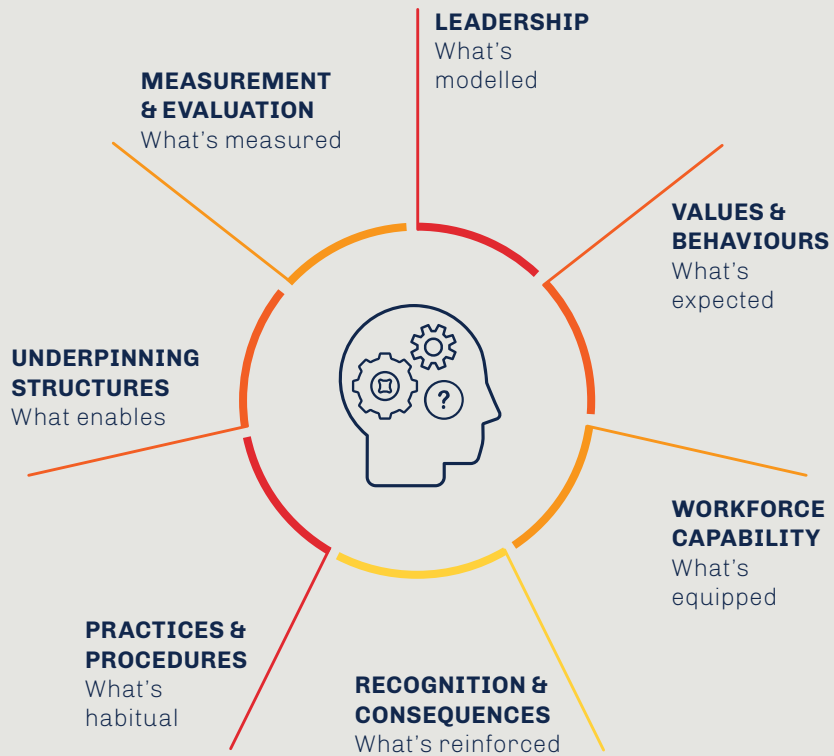 LEADERSHIP
What's
modelled
VALUES &
BEHAVIOURS
What's
expected
WORKFORCE
CAPABILITY
What's
equipped
RECOGNITION &
CONSEQUENCES
What's reinforced
PRACTICES &
PROCEDURES
What's
habitual
UNDERPINNING
STRUCTURES
What enables
MEASUREMENT
& EVALUATION
What's measured
?